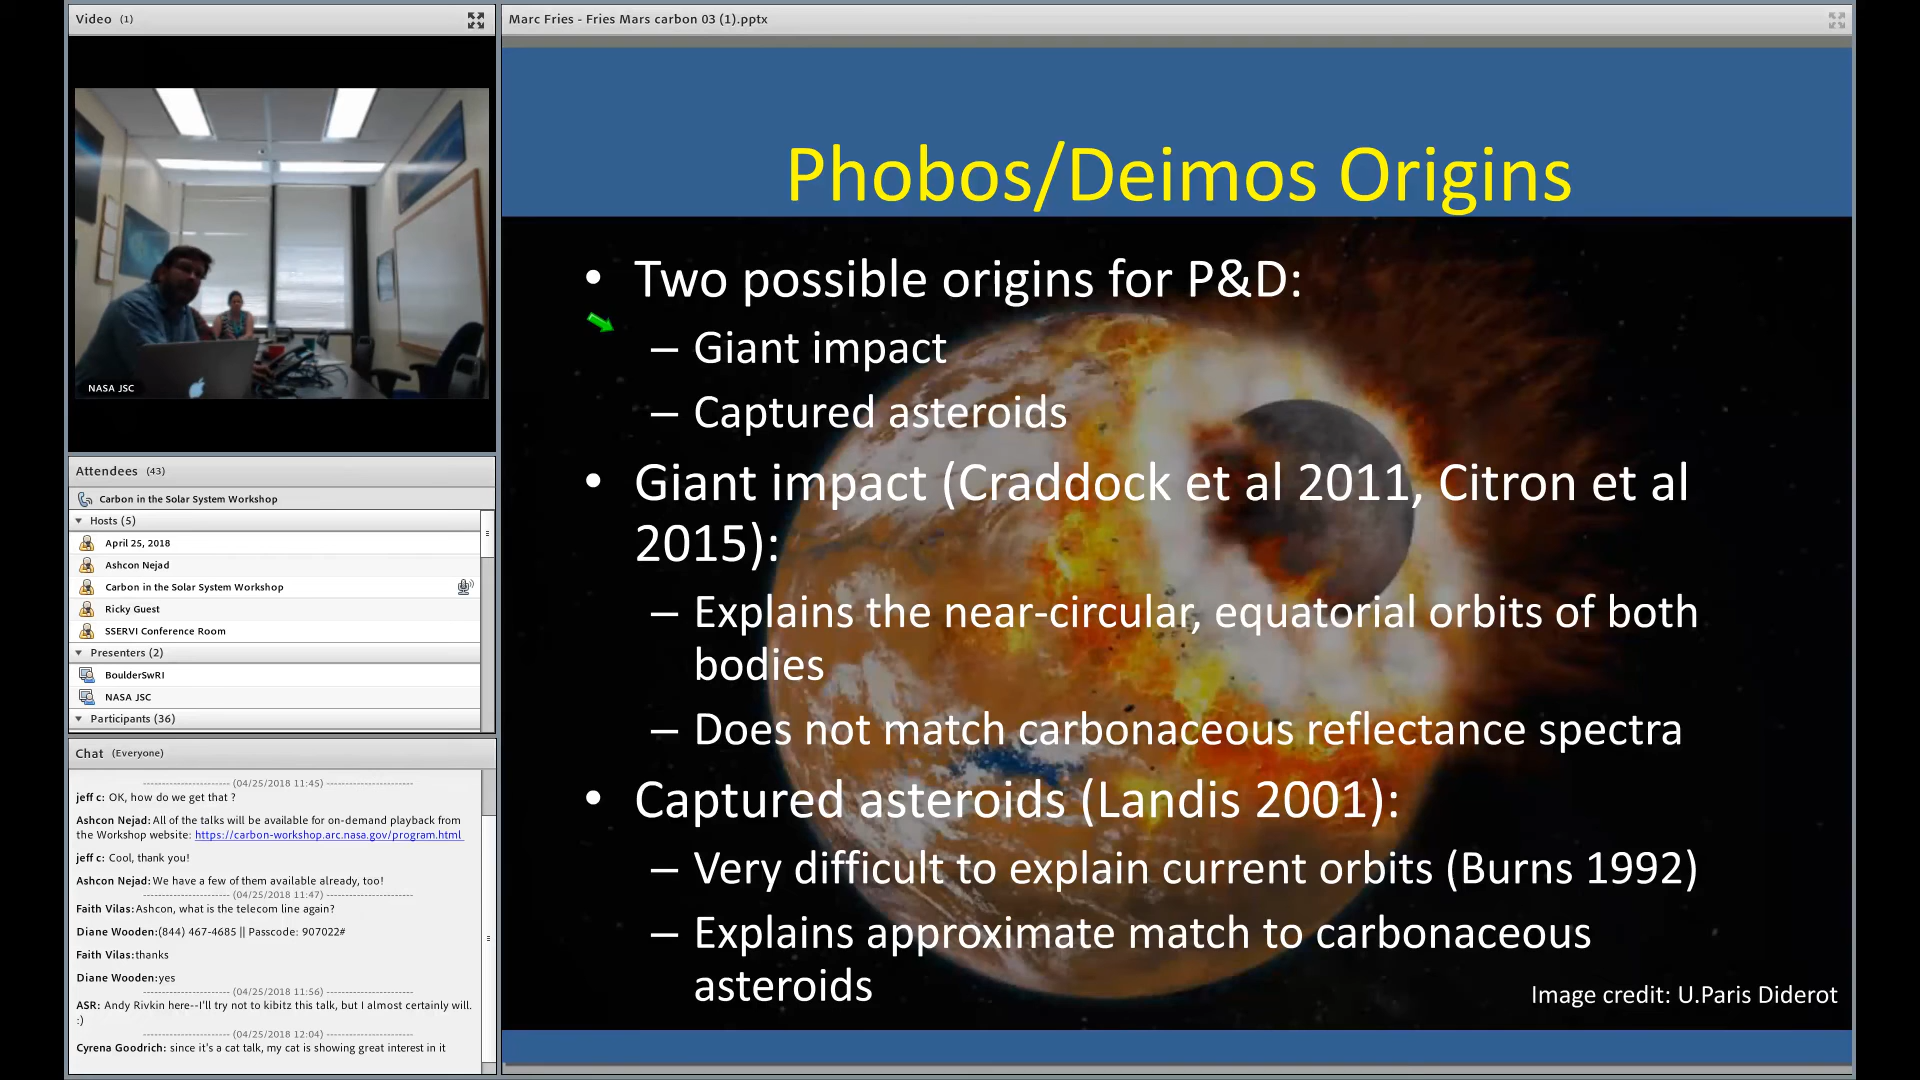 Video (1)
NASA JSC
Attendees (43)
Carbon in the Solar System Workshop
Hosts (5)
April 25, 2018
Ashcon Nejad
Carbon in the Solar System Workshop
Ricky Guest
SSERVI Conference Room
Presenters (2)
BoulderSwRI
NASA JSC
Participants (36)
Chat (Everyone)
----------------------- (04/25/2018 11:45) -----------------------
jeff c: OK, how do we get that ?
Ashcon Nejad: All of the talks will be available for on-demand playback from
the Workshop website: https://carbon-workshop.arc.nasa.gov/program.html
jeff c: Cool, thank you!
Ashcon Nejad: We have a few of them available already, too!
----------------------- (04/25/2018 11:47) -----------------------
Faith Vilas: Ashcon, what is the telecom line again?
Diane Wooden: (844) 467-4685 || Passcode: 907022#
Faith Vilas: thanks
Diane Wooden: yes
----------------------- (04/25/2018 11:56) -----------------------
ASR: Andy Rivkin here--I'll try not to kibitz this talk, but I almost certainly will.
:)
----------------------- (04/25/2018 12:04) -----------------------
Cyrena Goodrich: since it's a cat talk, my cat is showing great interest in it
Marc Fries - Fries Mars carbon 03 (1).pptx
Phobos/Deimos Origins
• Two possible origins for P&D:
– Giant impact
– Captured asteroids
• Giant impact (Craddock et al 2011, Citron et al
2015):
– Explains the near-circular, equatorial orbits of both
bodies
– Does not match carbonaceous reflectance spectra
• Captured asteroids (Landis 2001):
– Very difficult to explain current orbits (Burns 1992)
– Explains approximate match to carbonaceous
asteroids
Image credit: U.Paris Diderot